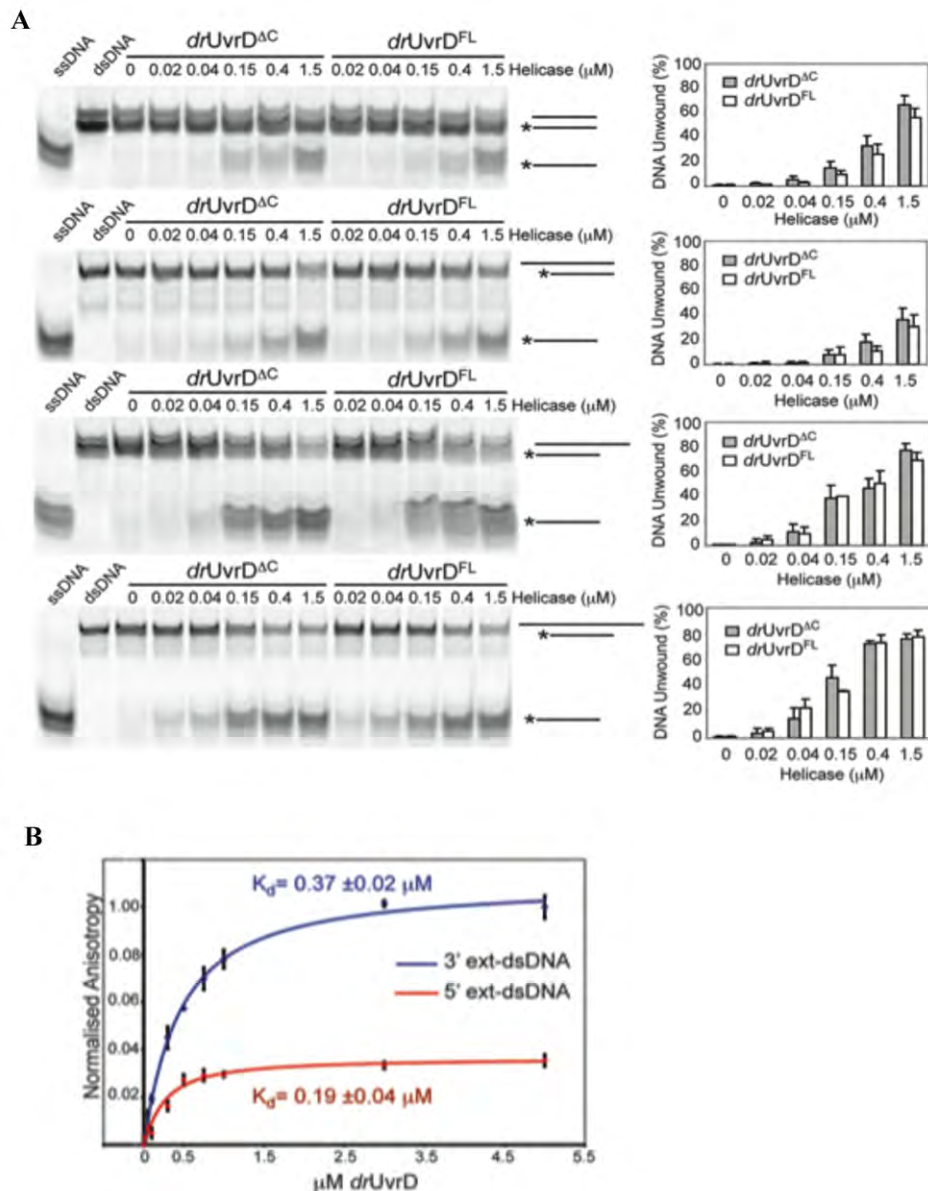 A
ssDNA dsDNA drUvrDΔC drUvrDFL
0 0.02 0.04 0.15 0.4 1.5 0.02 0.04 0.15 0.4 1.5 Helicase (μM)
*
*
DNA Unwound (%)
100
80
60
40
20
0
drUvrDΔC
drUvrDFL
0 0.02 0.04 0.15 0.4 1.5
Helicase (μM)
ssDNA dsDNA drUvrDΔC drUvrDFL
0 0.02 0.04 0.15 0.4 1.5 0.02 0.04 0.15 0.4 1.5 Helicase (μM)
*
*
DNA Unwound (%)
100
80
60
40
20
0
drUvrDΔC
drUvrDFL
0 0.02 0.04 0.15 0.4 1.5
Helicase (μM)
ssDNA dsDNA drUvrDΔC drUvrDFL
0 0.02 0.04 0.15 0.4 1.5 0.02 0.04 0.15 0.4 1.5 Helicase (μM)
*
*
DNA Unwound (%)
100
80
60
40
20
0
drUvrDΔC
drUvrDFL
0 0.02 0.04 0.15 0.4 1.5
Helicase (μM)
ssDNA dsDNA drUvrDΔC drUvrDFL
0 0.02 0.04 0.15 0.4 1.5 0.02 0.04 0.15 0.4 1.5 Helicase (μM)
*
*
DNA Unwound (%)
100
80
60
40
20
0
drUvrDΔC
drUvrDFL
0 0.02 0.04 0.15 0.4 1.5
Helicase (μM)
B
Normalised Anisotropy
1.00
0.08
0.06
0.04
0.02
Kd= 0.37 ±0.02 μM
3' ext-dsDNA
5' ext-dsDNA
Kd= 0.19 ±0.04 μM
0 0.5 1.5 2.5 3.5 4.5 5.5
μM drUvrD